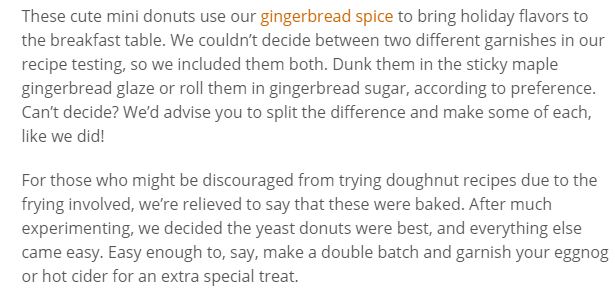 These cute mini donuts use our gingerbread spice to bring holiday flavors to
the breakfast table. We couldn’t decide between two different garnishes in our
recipe testing, so we included them both. Dunk them in the sticky maple
gingerbread glaze or roll them in gingerbread sugar, according to preference.
Can’t decide? We’d advise you to split the difference and make some of each,
like we did!
For those who might be discouraged from trying doughnut recipes due to the
frying involved, we’re relieved to say that these were baked. After much
experimenting, we decided the yeast donuts were best, and everything else
came easy. Easy enough to, say, make a double batch and garnish your eggnog
or hot cider for an extra special treat.